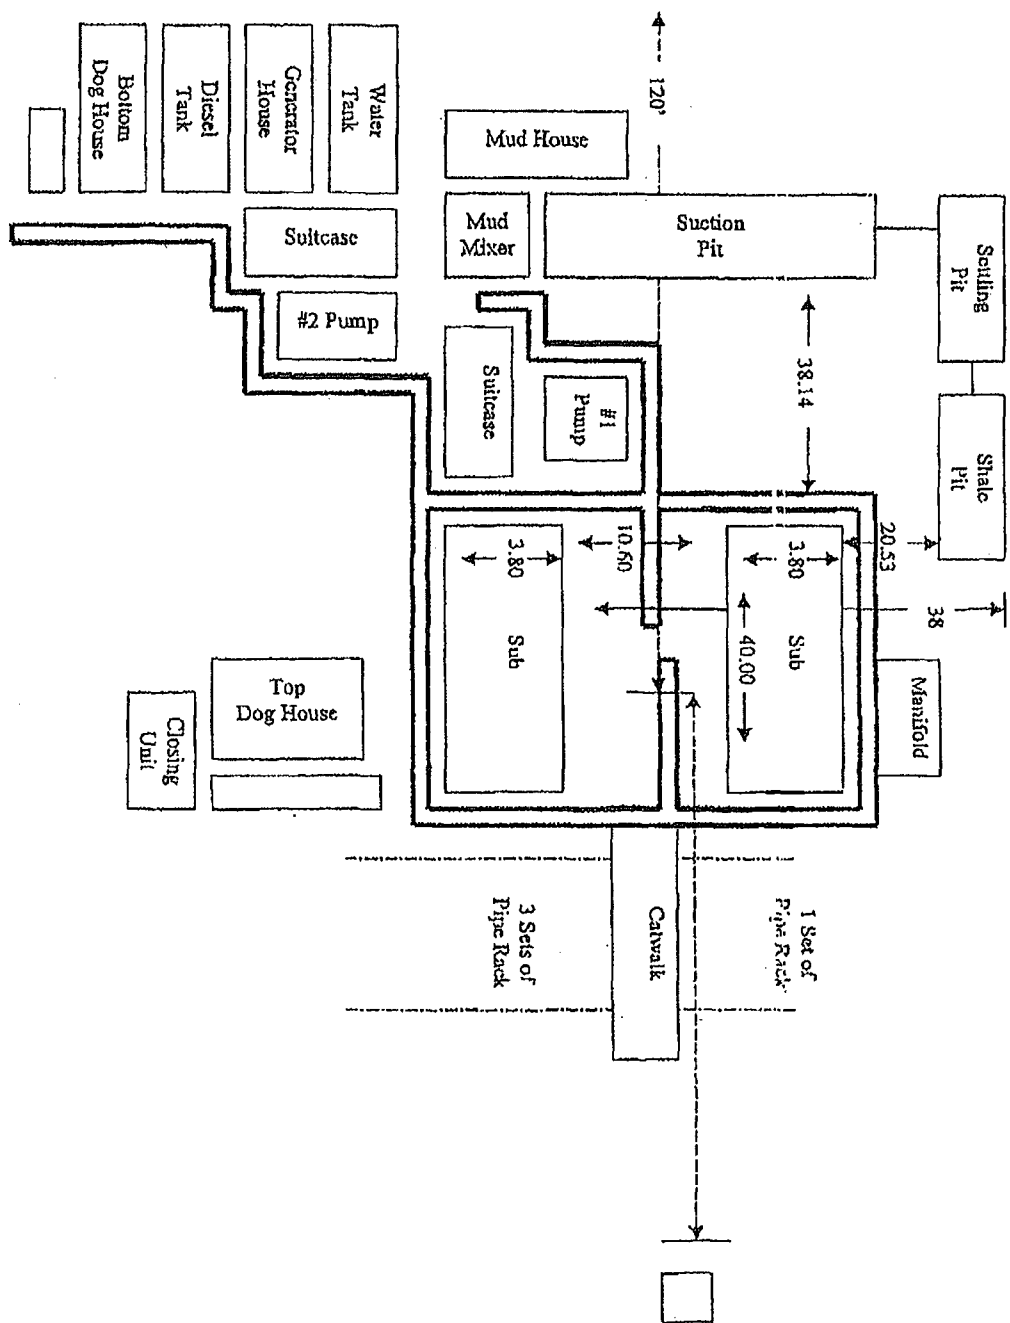 120'
Water
Tank
Generator
House
Diesel
Tank
Bottom
Dog House
Mud House
Suction
Pit
Mud
Mixer
Suitcase
Settling
Pit
#2 Pump
38.14
#1
Pump
Suitcase
Shale
Pit
20.53
3.80
10.60
3.80
38
40.00
Sub
Sub
Manifold
Top
Dog House
Closing
Unit
1 Set of
Pipe Rack
Catwalk
3 Sets of
Pipe Rack